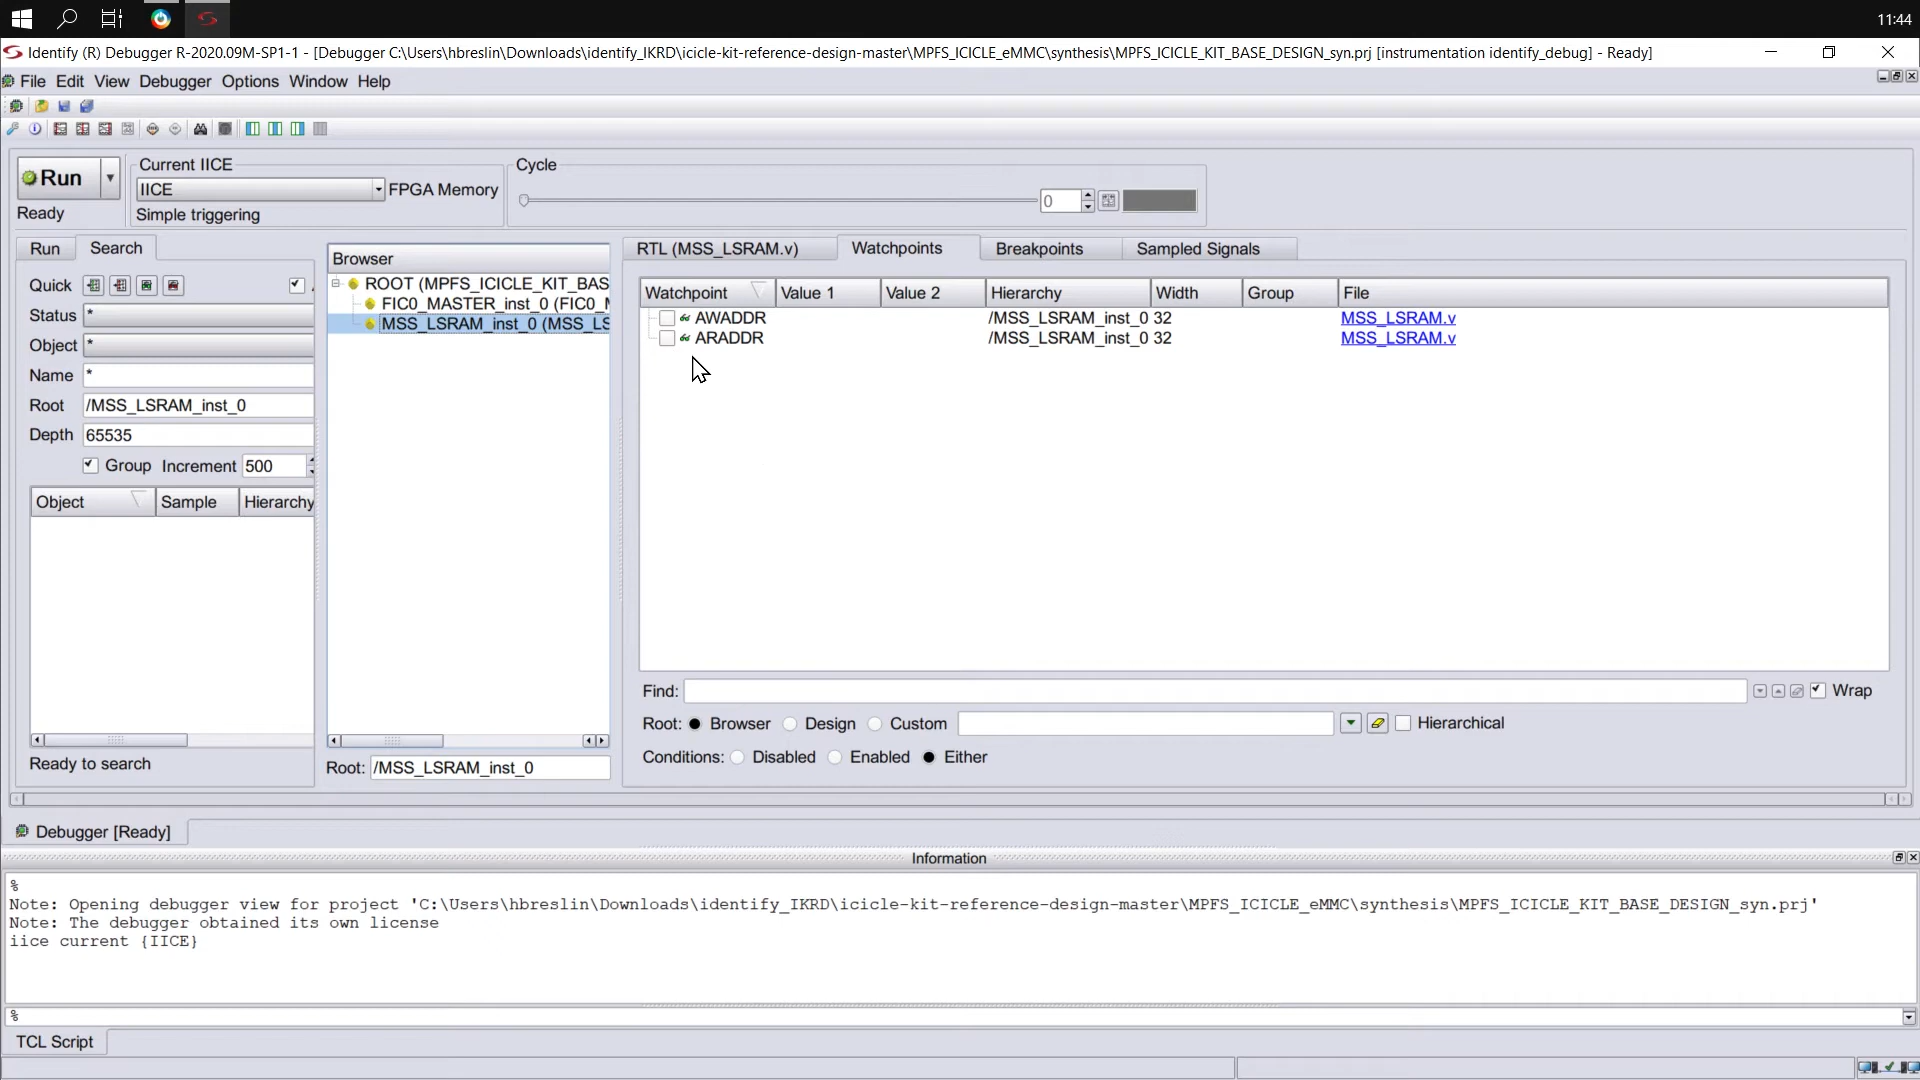 11:44
Identify (R) Debugger R-2020.09M-SP1-1 - [Debugger C:\Users\hbreslin\Downloads\identify_IKRD\icicle-kit-reference-design-master\MPFS_ICICLE_eMMC\synthesis\MPFS_ICICLE_KIT_BASE_DESIGN_syn.prj [instrumentation identify_debug] - Ready]
File Edit View Debugger Options Window Help
Run
Ready
Current IICE
IICE FPGA Memory
Simple triggering
Cycle
0
Run Search
Quick
Status *
Object *
Name *
Root /MSS_LSRAM_inst_0
Depth 65535
Group Increment 500
Object Sample Hierarchy
Ready to search
Browser
ROOT (MPFS_ICICLE_KIT_BAS
FIC0_MASTER_inst_0 (FIC0_
MSS_LSRAM_inst_0 (MSS_LS
Root: /MSS_LSRAM_inst_0
RTL (MSS_LSRAM.v) Watchpoints Breakpoints Sampled Signals
Watchpoint Value 1 Value 2 Hierarchy Width Group File
AWADDR /MSS_LSRAM_inst_0 32 MSS_LSRAM.v
ARADDR /MSS_LSRAM_inst_0 32 MSS_LSRAM.v
Find: Wrap
Root: Browser Design Custom Hierarchical
Conditions: Disabled Enabled Either
Debugger [Ready]
Information
%
Note: Opening debugger view for project 'C:\Users\hbreslin\Downloads\identify_IKRD\icicle-kit-reference-design-master\MPFS_ICICLE_eMMC\synthesis\MPFS_ICICLE_KIT_BASE_DESIGN_syn.prj'
Note: The debugger obtained its own license
iice current {IICE}
%
TCL Script